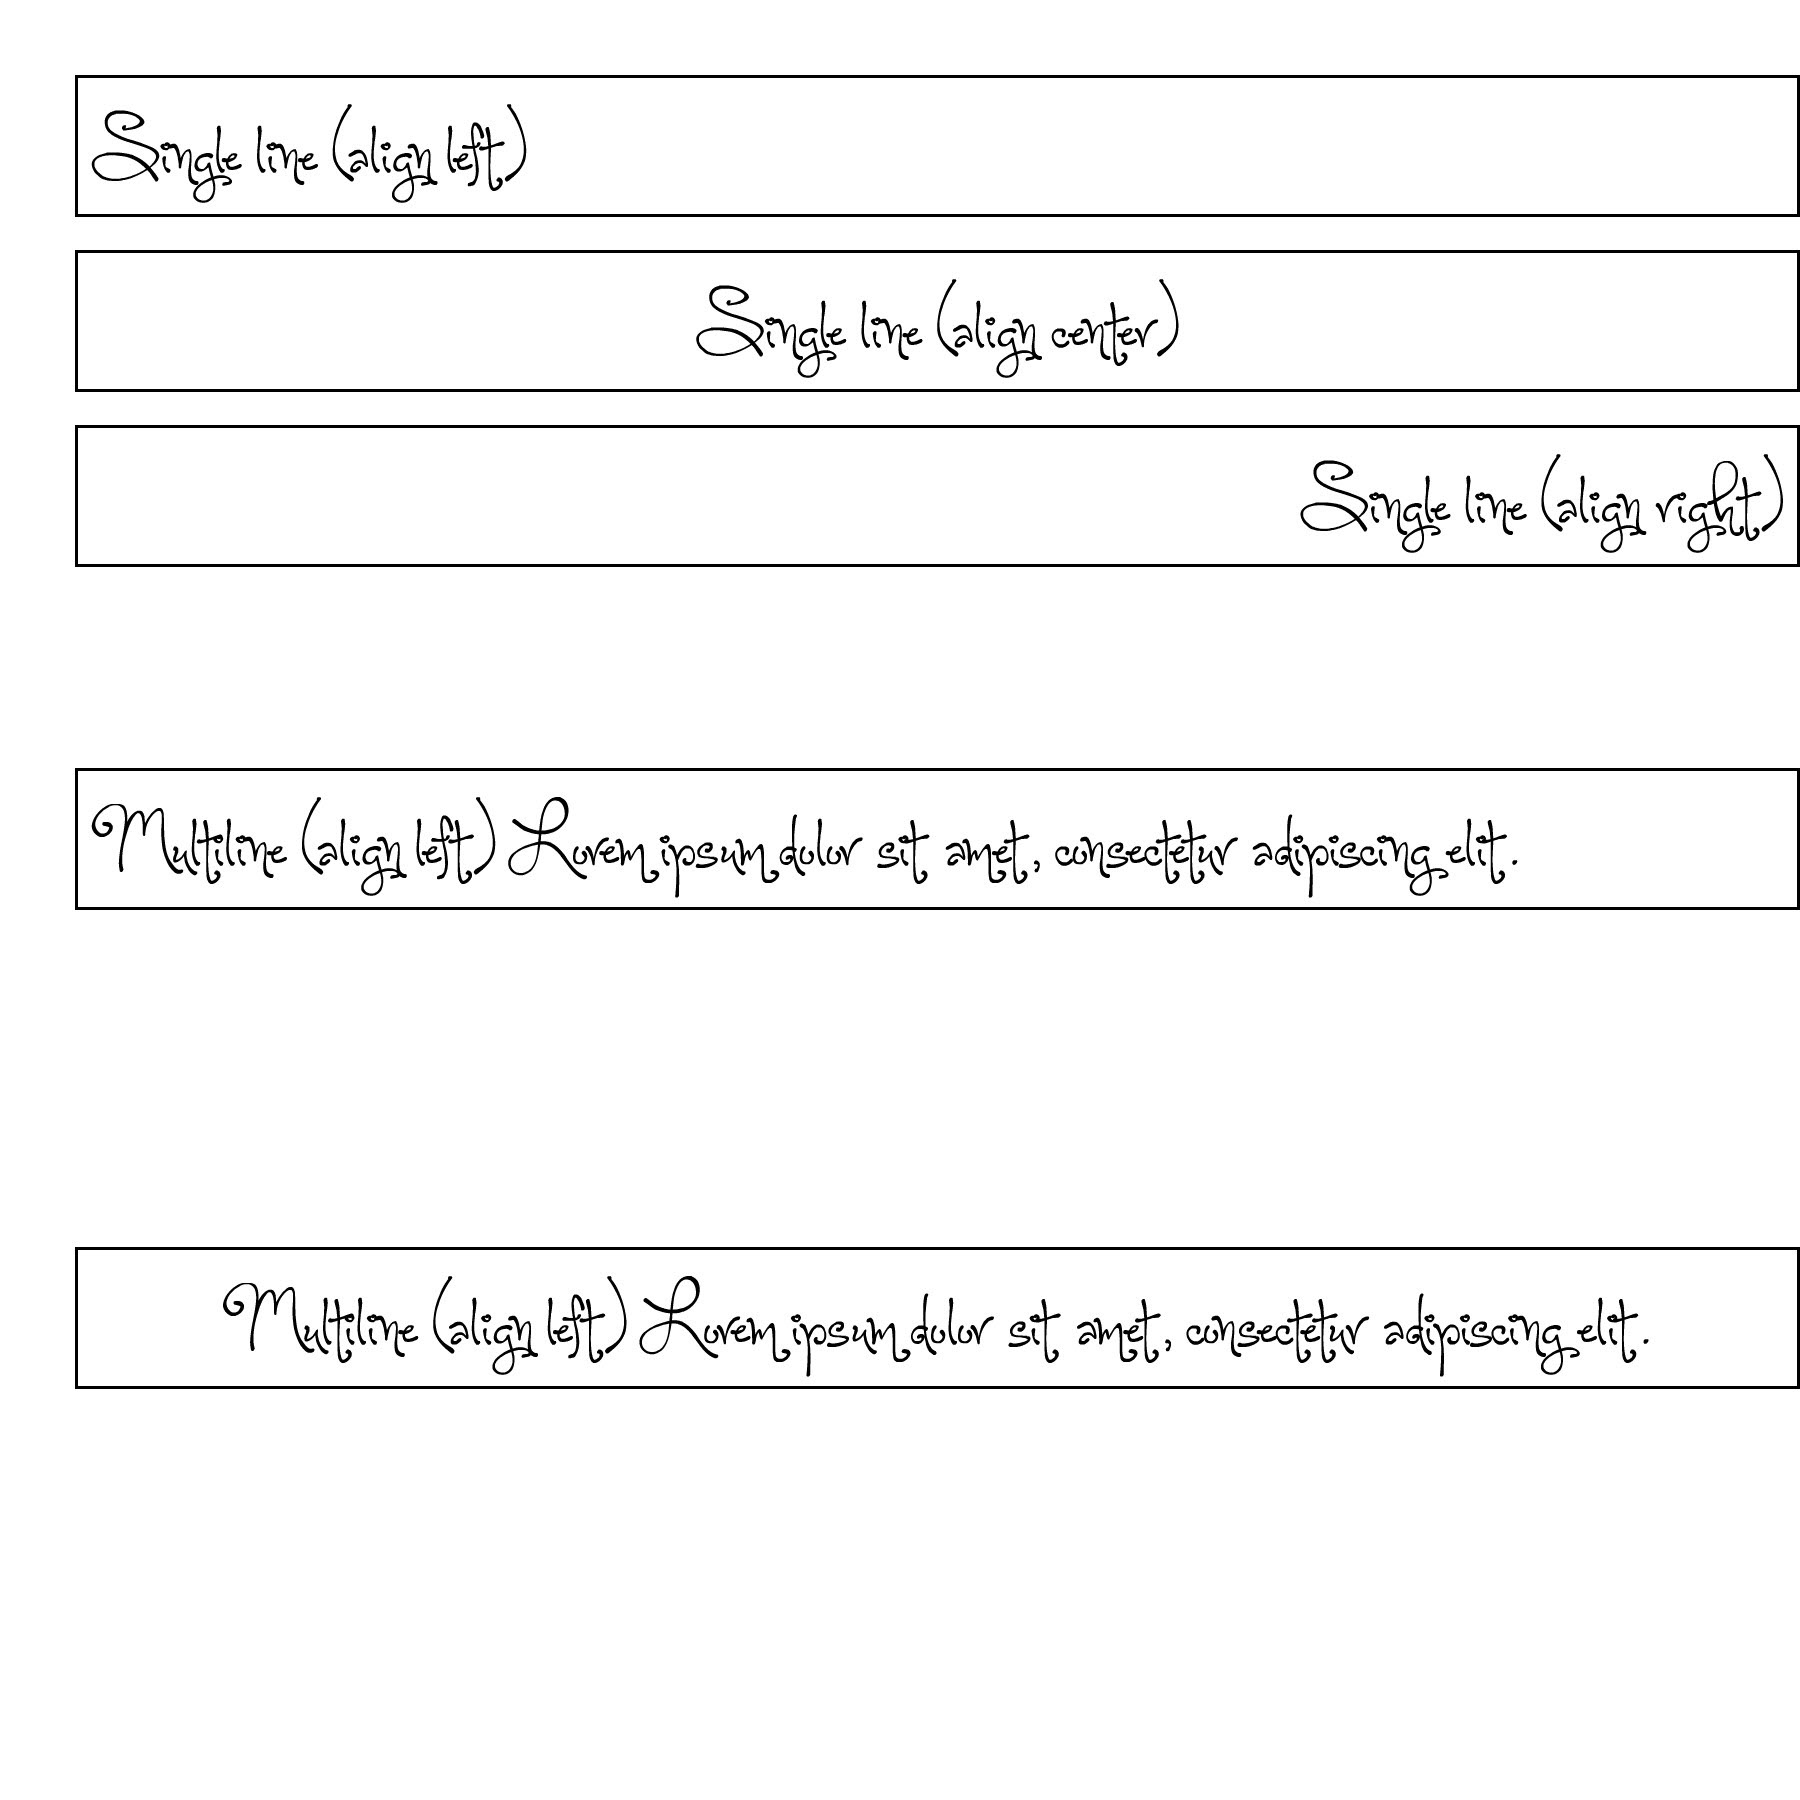 Single line (align left)
Single line (align center)
Single line (align right)
Multiline (align left) Lorem ipsum dolor sit amet, consectetur adipiscing elit.
Multiline (align left) Lorem ipsum dolor sit amet, consectetur adipiscing elit.